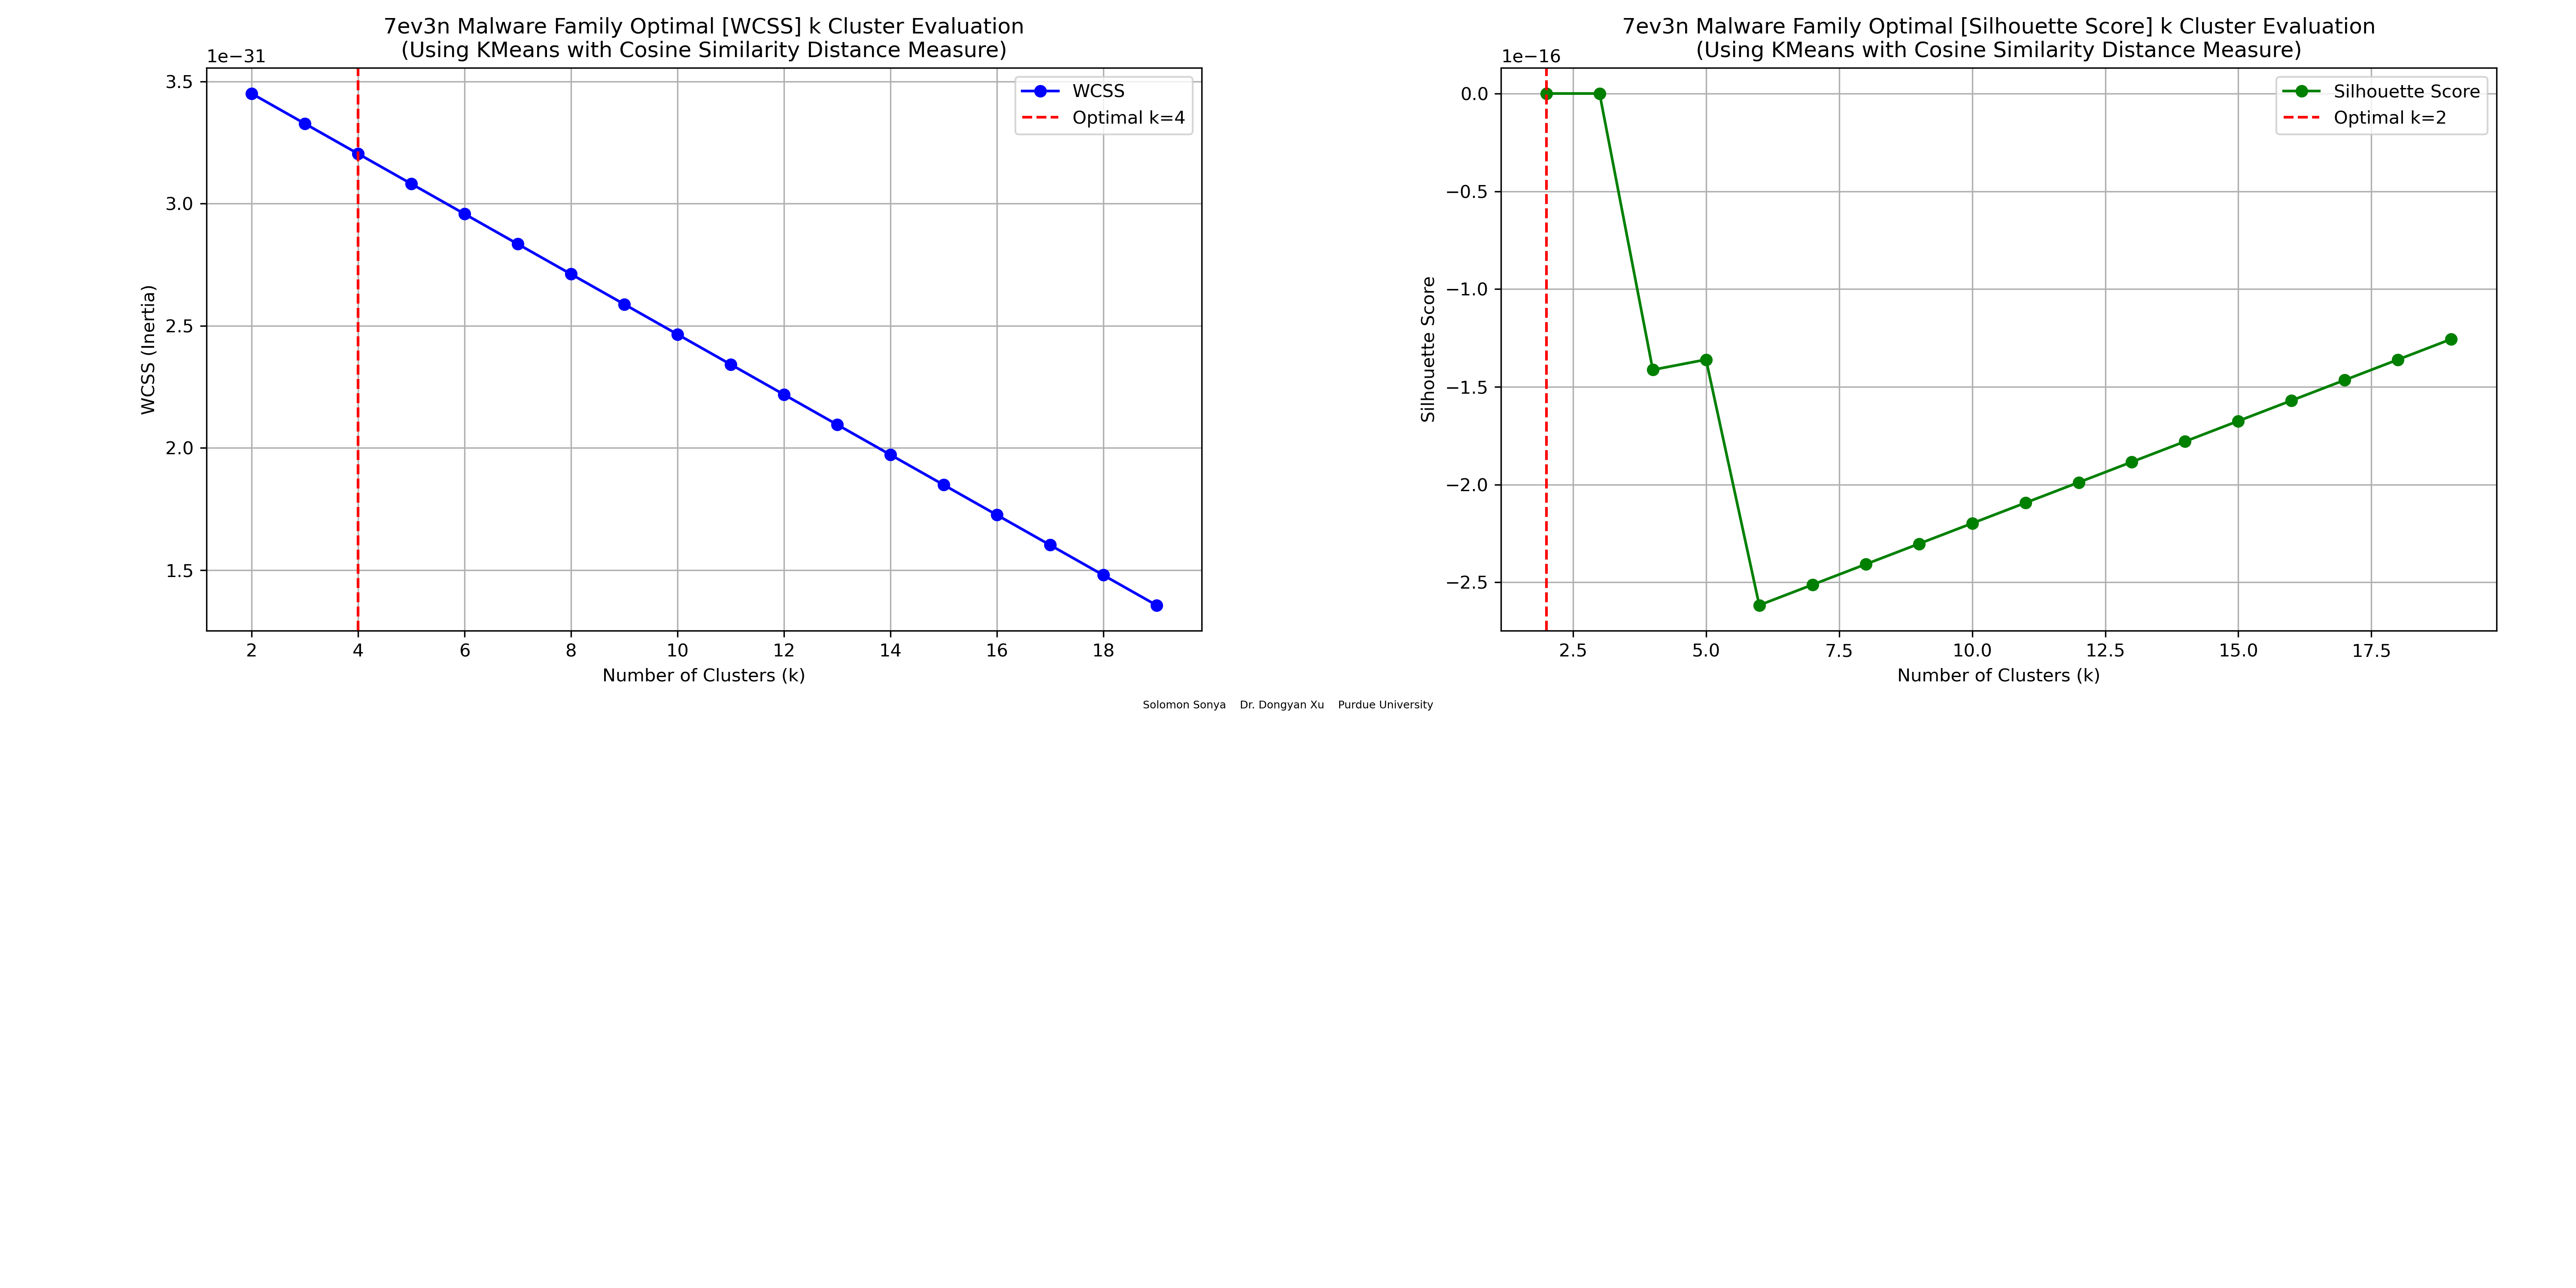 7ev3n Malware Family Optimal [WCSS] k Cluster Evaluation
(Using KMeans with Cosine Similarity Distance Measure)
1e−31
3.5
3.0
2.5
2.0
1.5
WCSS (Inertia)
WCSS
Optimal k=4
2 4 6 8 10 12 14 16 18
Number of Clusters (k)
7ev3n Malware Family Optimal [Silhouette Score] k Cluster Evaluation
(Using KMeans with Cosine Similarity Distance Measure)
1e−16
0.0
−0.5
−1.0
−1.5
−2.0
−2.5
Silhouette Score
Silhouette Score
Optimal k=2
2.5 5.0 7.5 10.0 12.5 15.0 17.5
Number of Clusters (k)
Solomon Sonya Dr. Dongyan Xu Purdue University